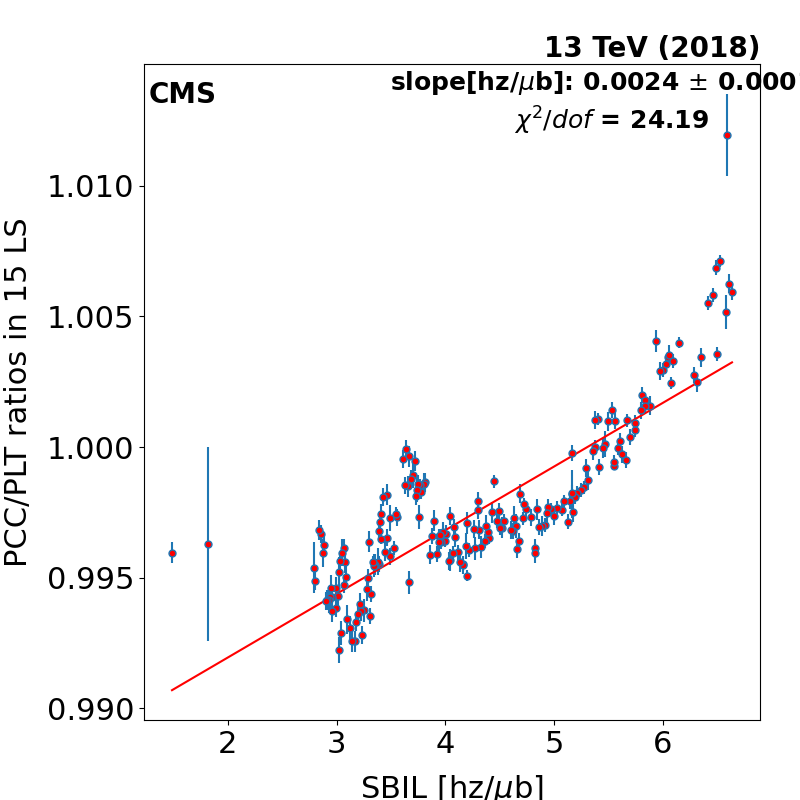 13 TeV (2018)
CMS
slope[hz/μb]: 0.0024 ± 0.000
χ²/dof = 24.19
PCC/PLT ratios in 15 LS
1.010
1.005
1.000
0.995
0.990
2 3 4 5 6
SBIL [hz/μb]